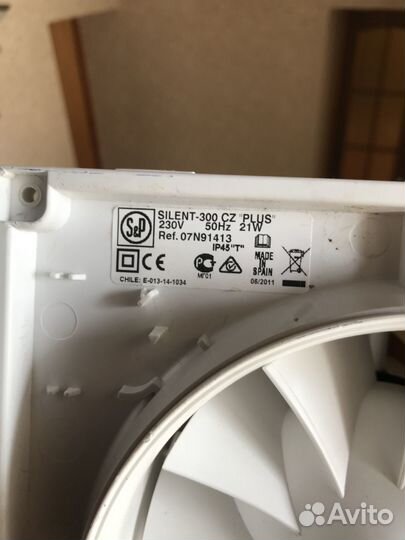 S&P
SILENT-300 CZ "PLUS"
230V 50Hz 21W
Ref. 07N91413
IP45 "T"
CE
МГ01
MADE IN SPAIN
CHILE: E-013-14-1034
06/2011
Avito